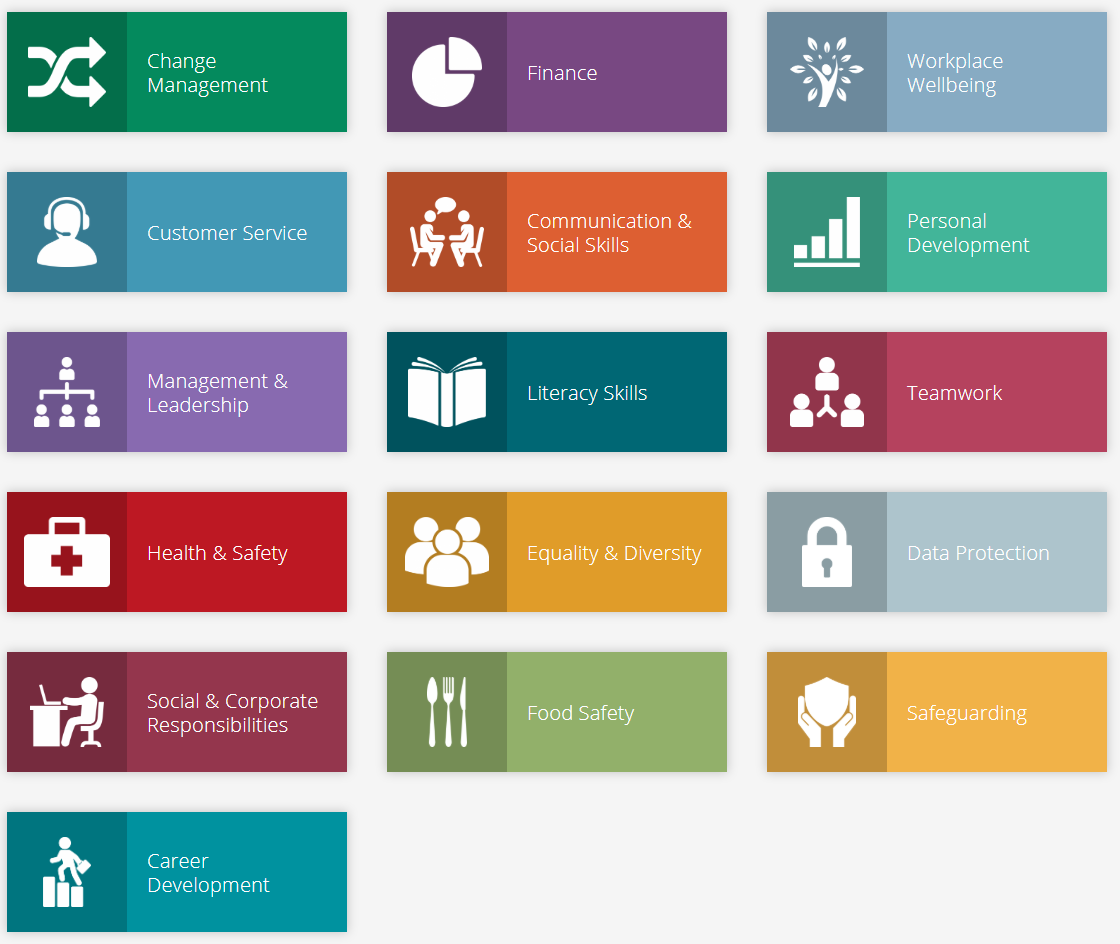 Change
Management
Finance
Workplace
Wellbeing
Customer Service
Communication &
Social Skills
Personal
Development
Management &
Leadership
Literacy Skills
Teamwork
Health & Safety
Equality & Diversity
Data Protection
Social & Corporate
Responsibilities
Food Safety
Safeguarding
Career
Development